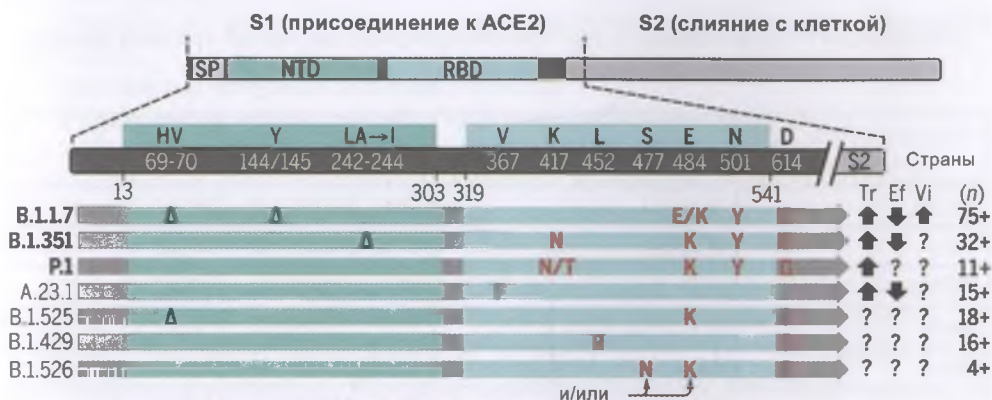 S1 (присоединение к ACE2) S2 (слияние с клеткой)
SP NTD RBD
HV Y LA→I V K L S E N D
69-70 144/145 242-244 367 417 452 477 484 501 614 S2 Страны
13 303 319 541 Tr Ef Vi (n)
B.1.1.7 Δ Δ E/K Y ↑ ↓ ↑ 75+
B.1.351 Δ N K Y ↑ ↓ ? 32+
P.1 N/T K Y ↑ ? ? 11+
A.23.1 ↑ ↓ ? 15+
B.1.525 Δ K ? ? ? 18+
B.1.429 ? ? ? 16+
B.1.526 N K ? ? ? 4+
и/или